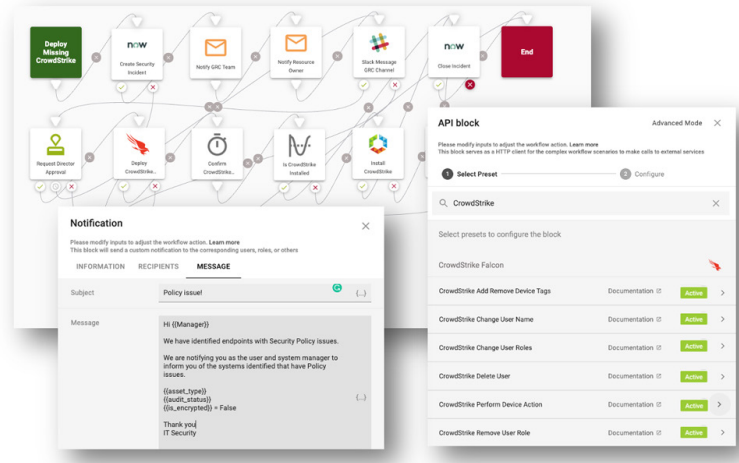 Deploy
Missing
CrowdStrike
now
Create Security
Incident
Notify GRC Team
Notify Resource
Owner
Slack Message
GRC Channel
now
Close Incident
End
Request Director
Approval
Deploy
CrowdStrike..
Confirm
CrowdStrike...
Is CrowdStrike
Installed
Install
CrowdStrike
API block
Advanced Mode
Please modify inputs to adjust the workflow action. Learn more
This block serves as a HTTP client for the complex workflow scenarios to make calls to external services
1 Select Preset
2 Configure
CrowdStrike
Select presets to configure the block
CrowdStrike Falcon
CrowdStrike Add Remove Device Tags Documentation Active
CrowdStrike Change User Name Documentation Active
CrowdStrike Change User Roles Documentation Active
CrowdStrike Delete User Documentation Active
CrowdStrike Perform Device Action Documentation Active
CrowdStrike Remove User Role Documentation Active
Notification
Please modify inputs to adjust the workflow action. Learn more
This block will send a custom notification to the corresponding users, roles, or others
INFORMATION RECIPIENTS MESSAGE
Subject Policy issue! {...}
Message Hi {{Manager}}
We have identified endpoints with Security Policy issues.
We are notifying you as the user and system manager to
inform you of the systems identified that have Policy
issues.
{{asset_type}}
{{audit_status}}
{{is_encrypted}} = False
{...}
Thank you
IT Security